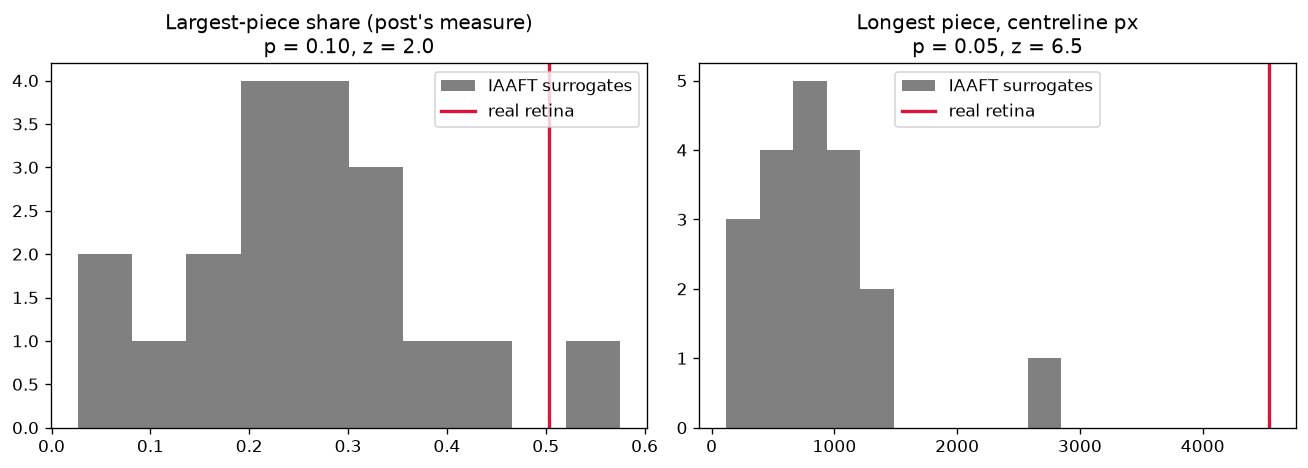 Largest-piece share (post's measure)
p = 0.10, z = 2.0
IAAFT surrogates
real retina
4.0
3.5
3.0
2.5
2.0
1.5
1.0
0.5
0.0
0.0 0.1 0.2 0.3 0.4 0.5 0.6
Longest piece, centreline px
p = 0.05, z = 6.5
IAAFT surrogates
real retina
5
4
3
2
1
0
0 1000 2000 3000 4000